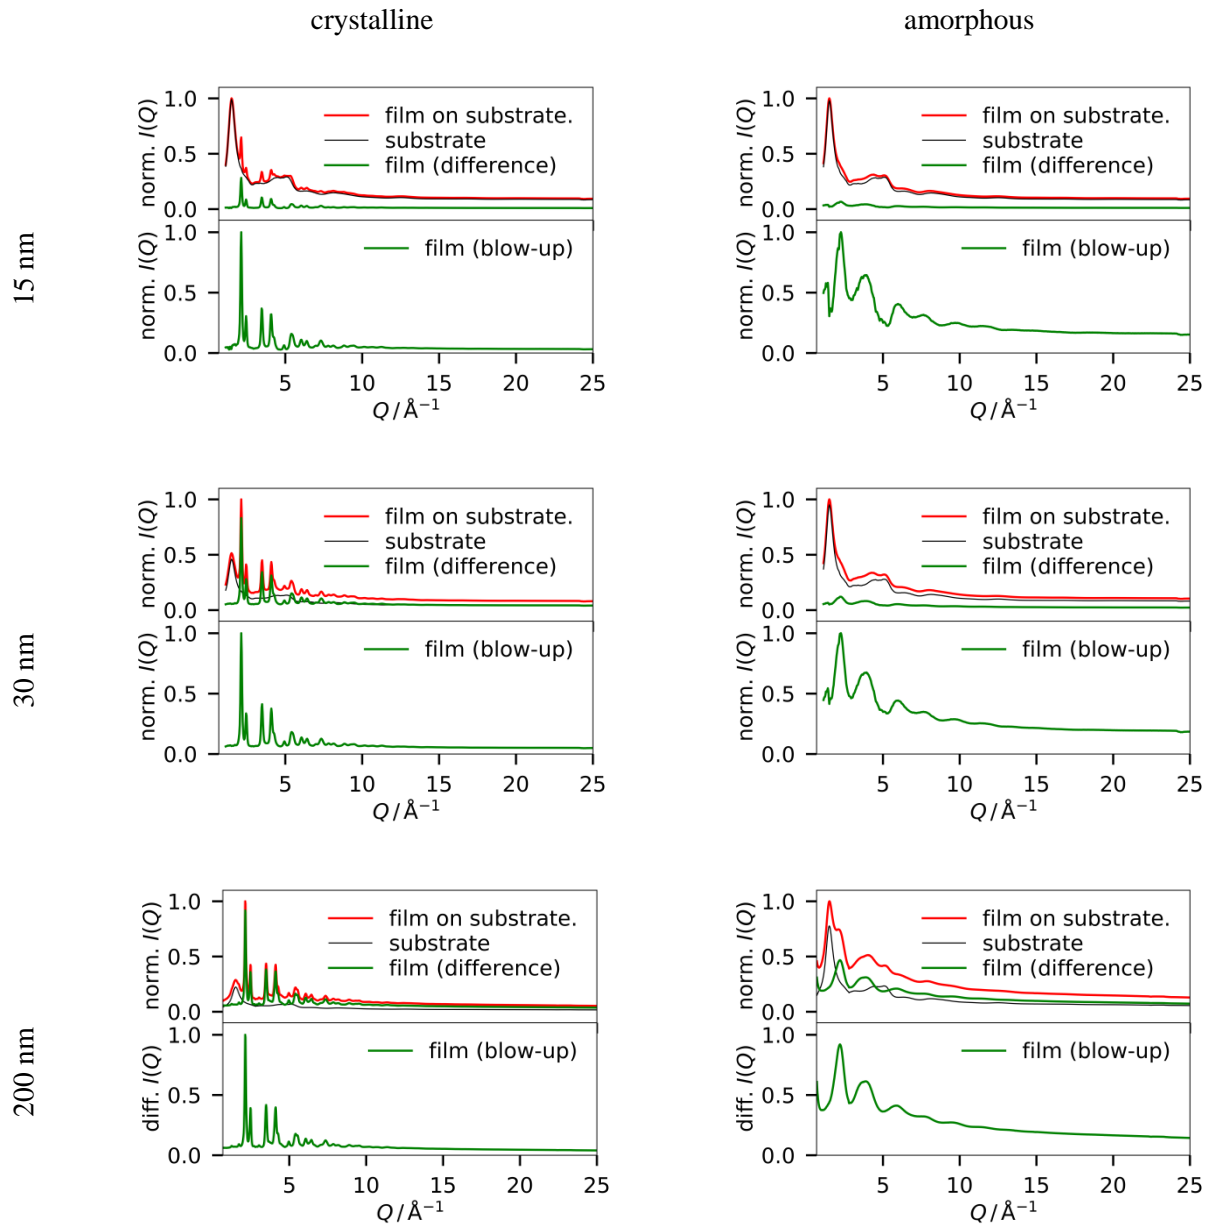 crystalline
amorphous
15 nm
norm. I(Q)
1.0
0.5
0.0
film on substrate.
substrate
film (difference)
norm. I(Q)
1.0
0.5
0.0
film (blow-up)
5 10 15 20 25
Q / Å⁻¹
norm. I(Q)
1.0
0.5
0.0
film on substrate.
substrate
film (difference)
norm. I(Q)
1.0
0.5
0.0
film (blow-up)
5 10 15 20 25
Q / Å⁻¹
30 nm
norm. I(Q)
1.0
0.5
0.0
film on substrate.
substrate
film (difference)
norm. I(Q)
1.0
0.5
0.0
film (blow-up)
5 10 15 20 25
Q / Å⁻¹
norm. I(Q)
1.0
0.5
0.0
film on substrate.
substrate
film (difference)
norm. I(Q)
1.0
0.5
0.0
film (blow-up)
5 10 15 20 25
Q / Å⁻¹
200 nm
norm. I(Q)
1.0
0.5
0.0
film on substrate.
substrate
film (difference)
diff. I(Q)
1.0
0.5
0.0
film (blow-up)
5 10 15 20 25
Q / Å⁻¹
norm. I(Q)
1.0
0.5
0.0
film on substrate.
substrate
film (difference)
diff. I(Q)
1.0
0.5
0.0
film (blow-up)
5 10 15 20 25
Q / Å⁻¹